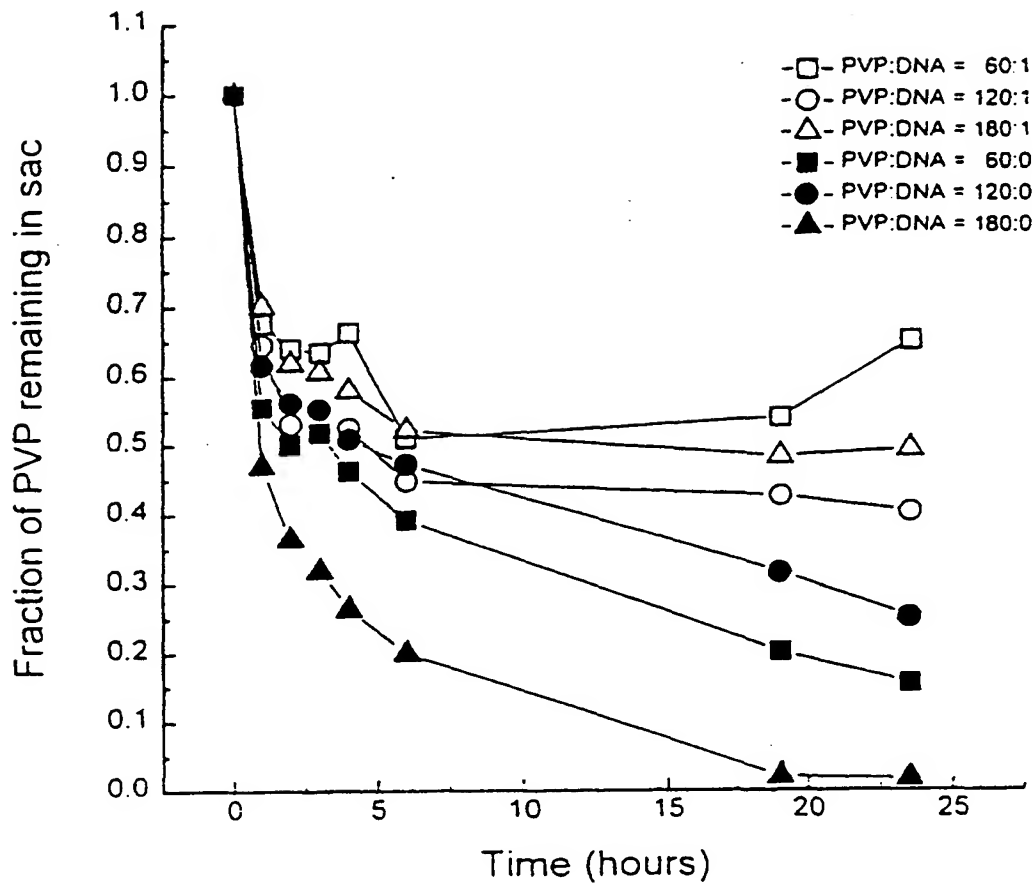 1.1
1.0
0.9
0.8
0.7
0.6
0.5
0.4
0.3
0.2
0.1
0.0
Fraction of PVP remaining in sac
PVP:DNA = 60:1
PVP:DNA = 120:1
PVP:DNA = 180:1
PVP:DNA = 60:0
PVP:DNA = 120:0
PVP:DNA = 180:0
0 5 10 15 20 25
Time (hours)